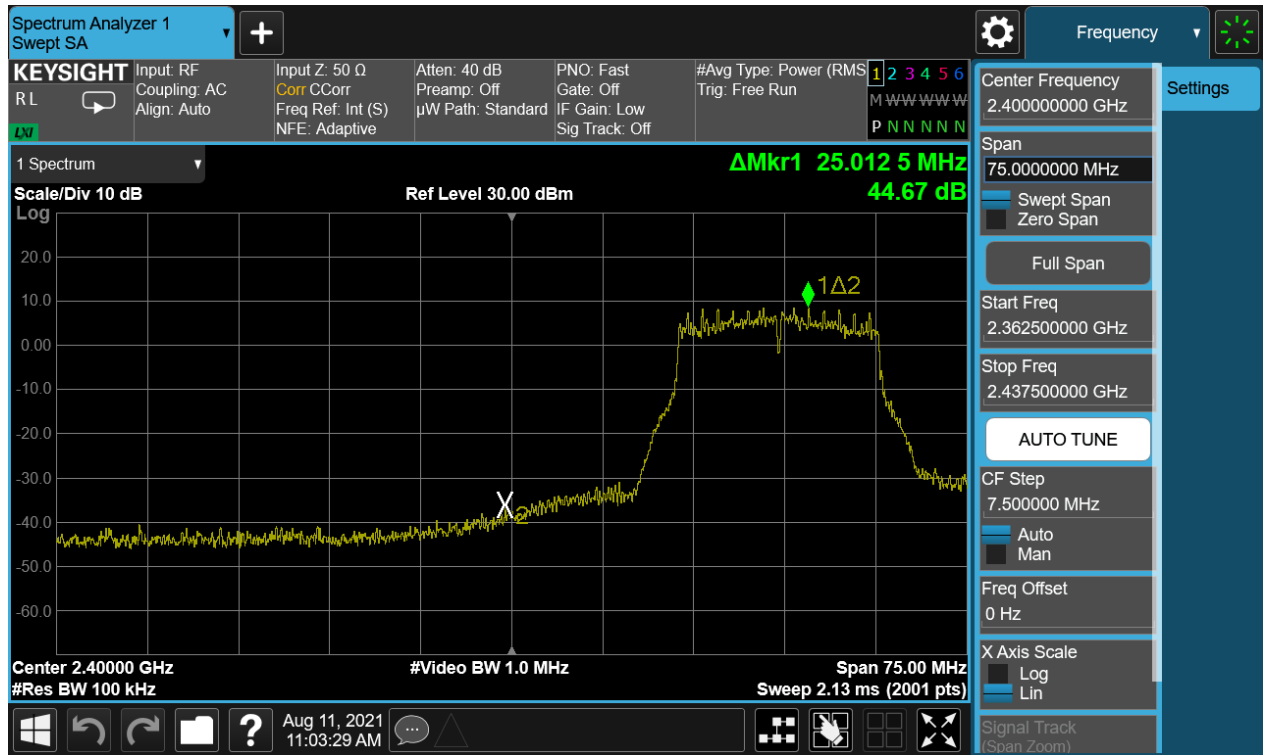 Spectrum Analyzer 1
Swept SA
Frequency
KEYSIGHT
R L
LXI
Input: RF
Coupling: AC
Align: Auto
Input Z: 50 Ω
Corr CCorr
Freq Ref: Int (S)
NFE: Adaptive
Atten: 40 dB
Preamp: Off
µW Path: Standard
PNO: Fast
Gate: Off
IF Gain: Low
Sig Track: Off
#Avg Type: Power (RMS
Trig: Free Run
1 2 3 4 5 6
M W W W W W
P N N N N N
1 Spectrum
ΔMkr1 25.012 5 MHz
Scale/Div 10 dB
Ref Level 30.00 dBm
44.67 dB
Log
20.0
10.0
0.00
-10.0
-20.0
-30.0
-40.0
-50.0
-60.0
1Δ2
X2
Center 2.40000 GHz
#Video BW 1.0 MHz
Span 75.00 MHz
#Res BW 100 kHz
Sweep 2.13 ms (2001 pts)
Center Frequency
2.400000000 GHz
Span
75.0000000 MHz
Swept Span
Zero Span
Full Span
Start Freq
2.362500000 GHz
Stop Freq
2.437500000 GHz
AUTO TUNE
CF Step
7.500000 MHz
Auto
Man
Freq Offset
0 Hz
X Axis Scale
Log
Lin
Signal Track
(Span Zoom)
Settings
?
Aug 11, 2021
11:03:29 AM